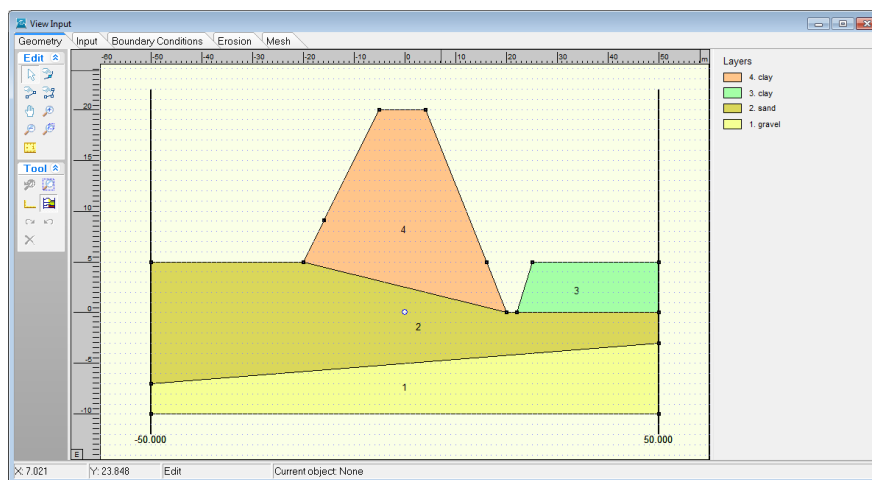 View Input
Geometry Input Boundary Conditions Erosion Mesh
Edit
Tool
-60 -50 -40 -30 -20 -10 0 10 20 30 40 50 m
20
15
10
5
0
-5
-10
E
4
3
2
1
-50.000 50.000
Layers
4. clay
3. clay
2. sand
1. gravel
X: 7.021 Y: 23.848 Edit Current object: None